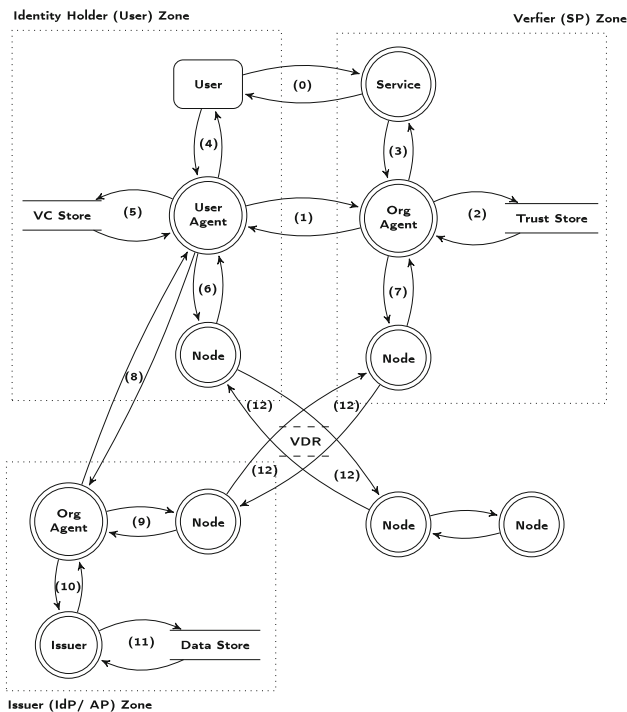 Identity Holder (User) Zone
Verfier (SP) Zone
User
(0)
Service
(4)
(3)
VC Store
(5)
User
Agent
(1)
Org
Agent
(2)
Trust Store
(6)
(7)
Node
Node
(8)
(12)
(12)
VDR
(12)
(12)
Org
Agent
(9)
Node
Node
Node
(10)
Issuer
(11)
Data Store
Issuer (IdP/ AP) Zone